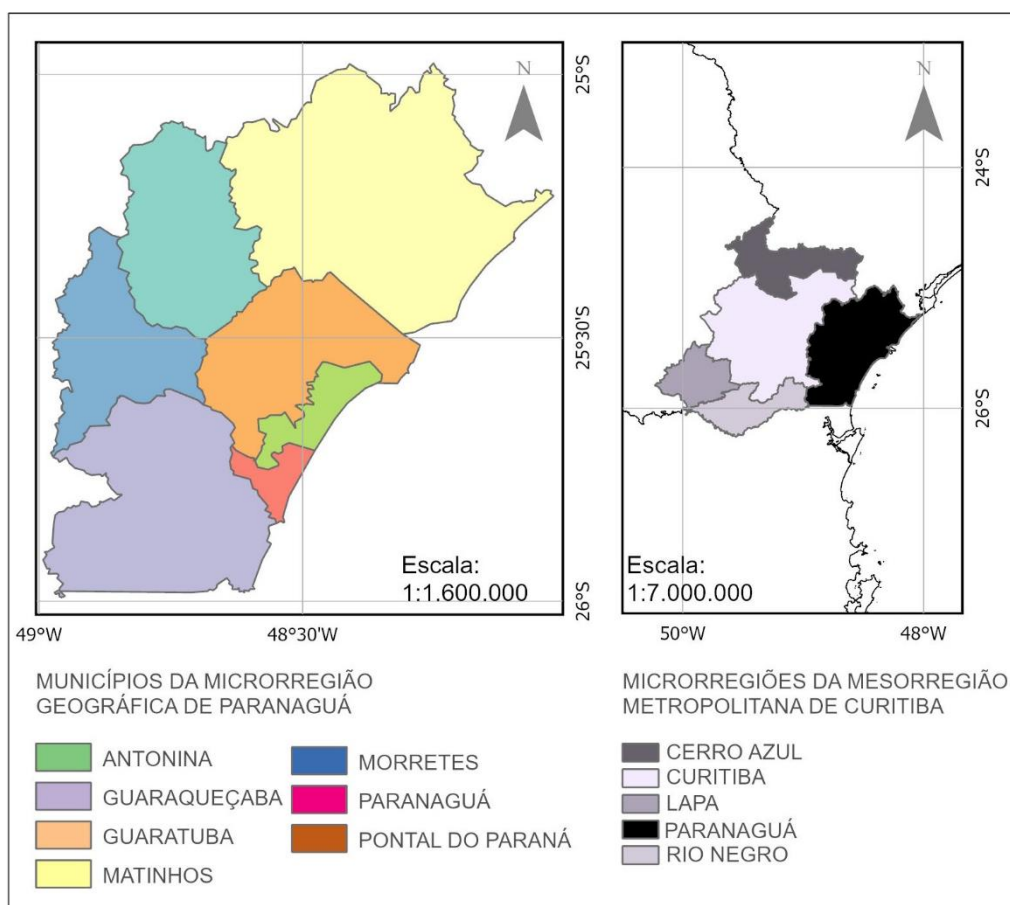 N
25°S
25°30'S
26°S
Escala:
1:1.600.000
49°W
48°30'W
N
24°S
26°S
Escala:
1:7.000.000
50°W
48°W
MUNICÍPIOS DA MICRORREGIÃO
GEOGRÁFICA DE PARANAGUÁ
ANTONINA
GUARAQUEÇABA
GUARATUBA
MATINHOS
MORRETES
PARANAGUÁ
PONTAL DO PARANÁ
MICRORREGIÕES DA MESORREGIÃO
METROPOLITANA DE CURITIBA
CERRO AZUL
CURITIBA
LAPA
PARANAGUÁ
RIO NEGRO